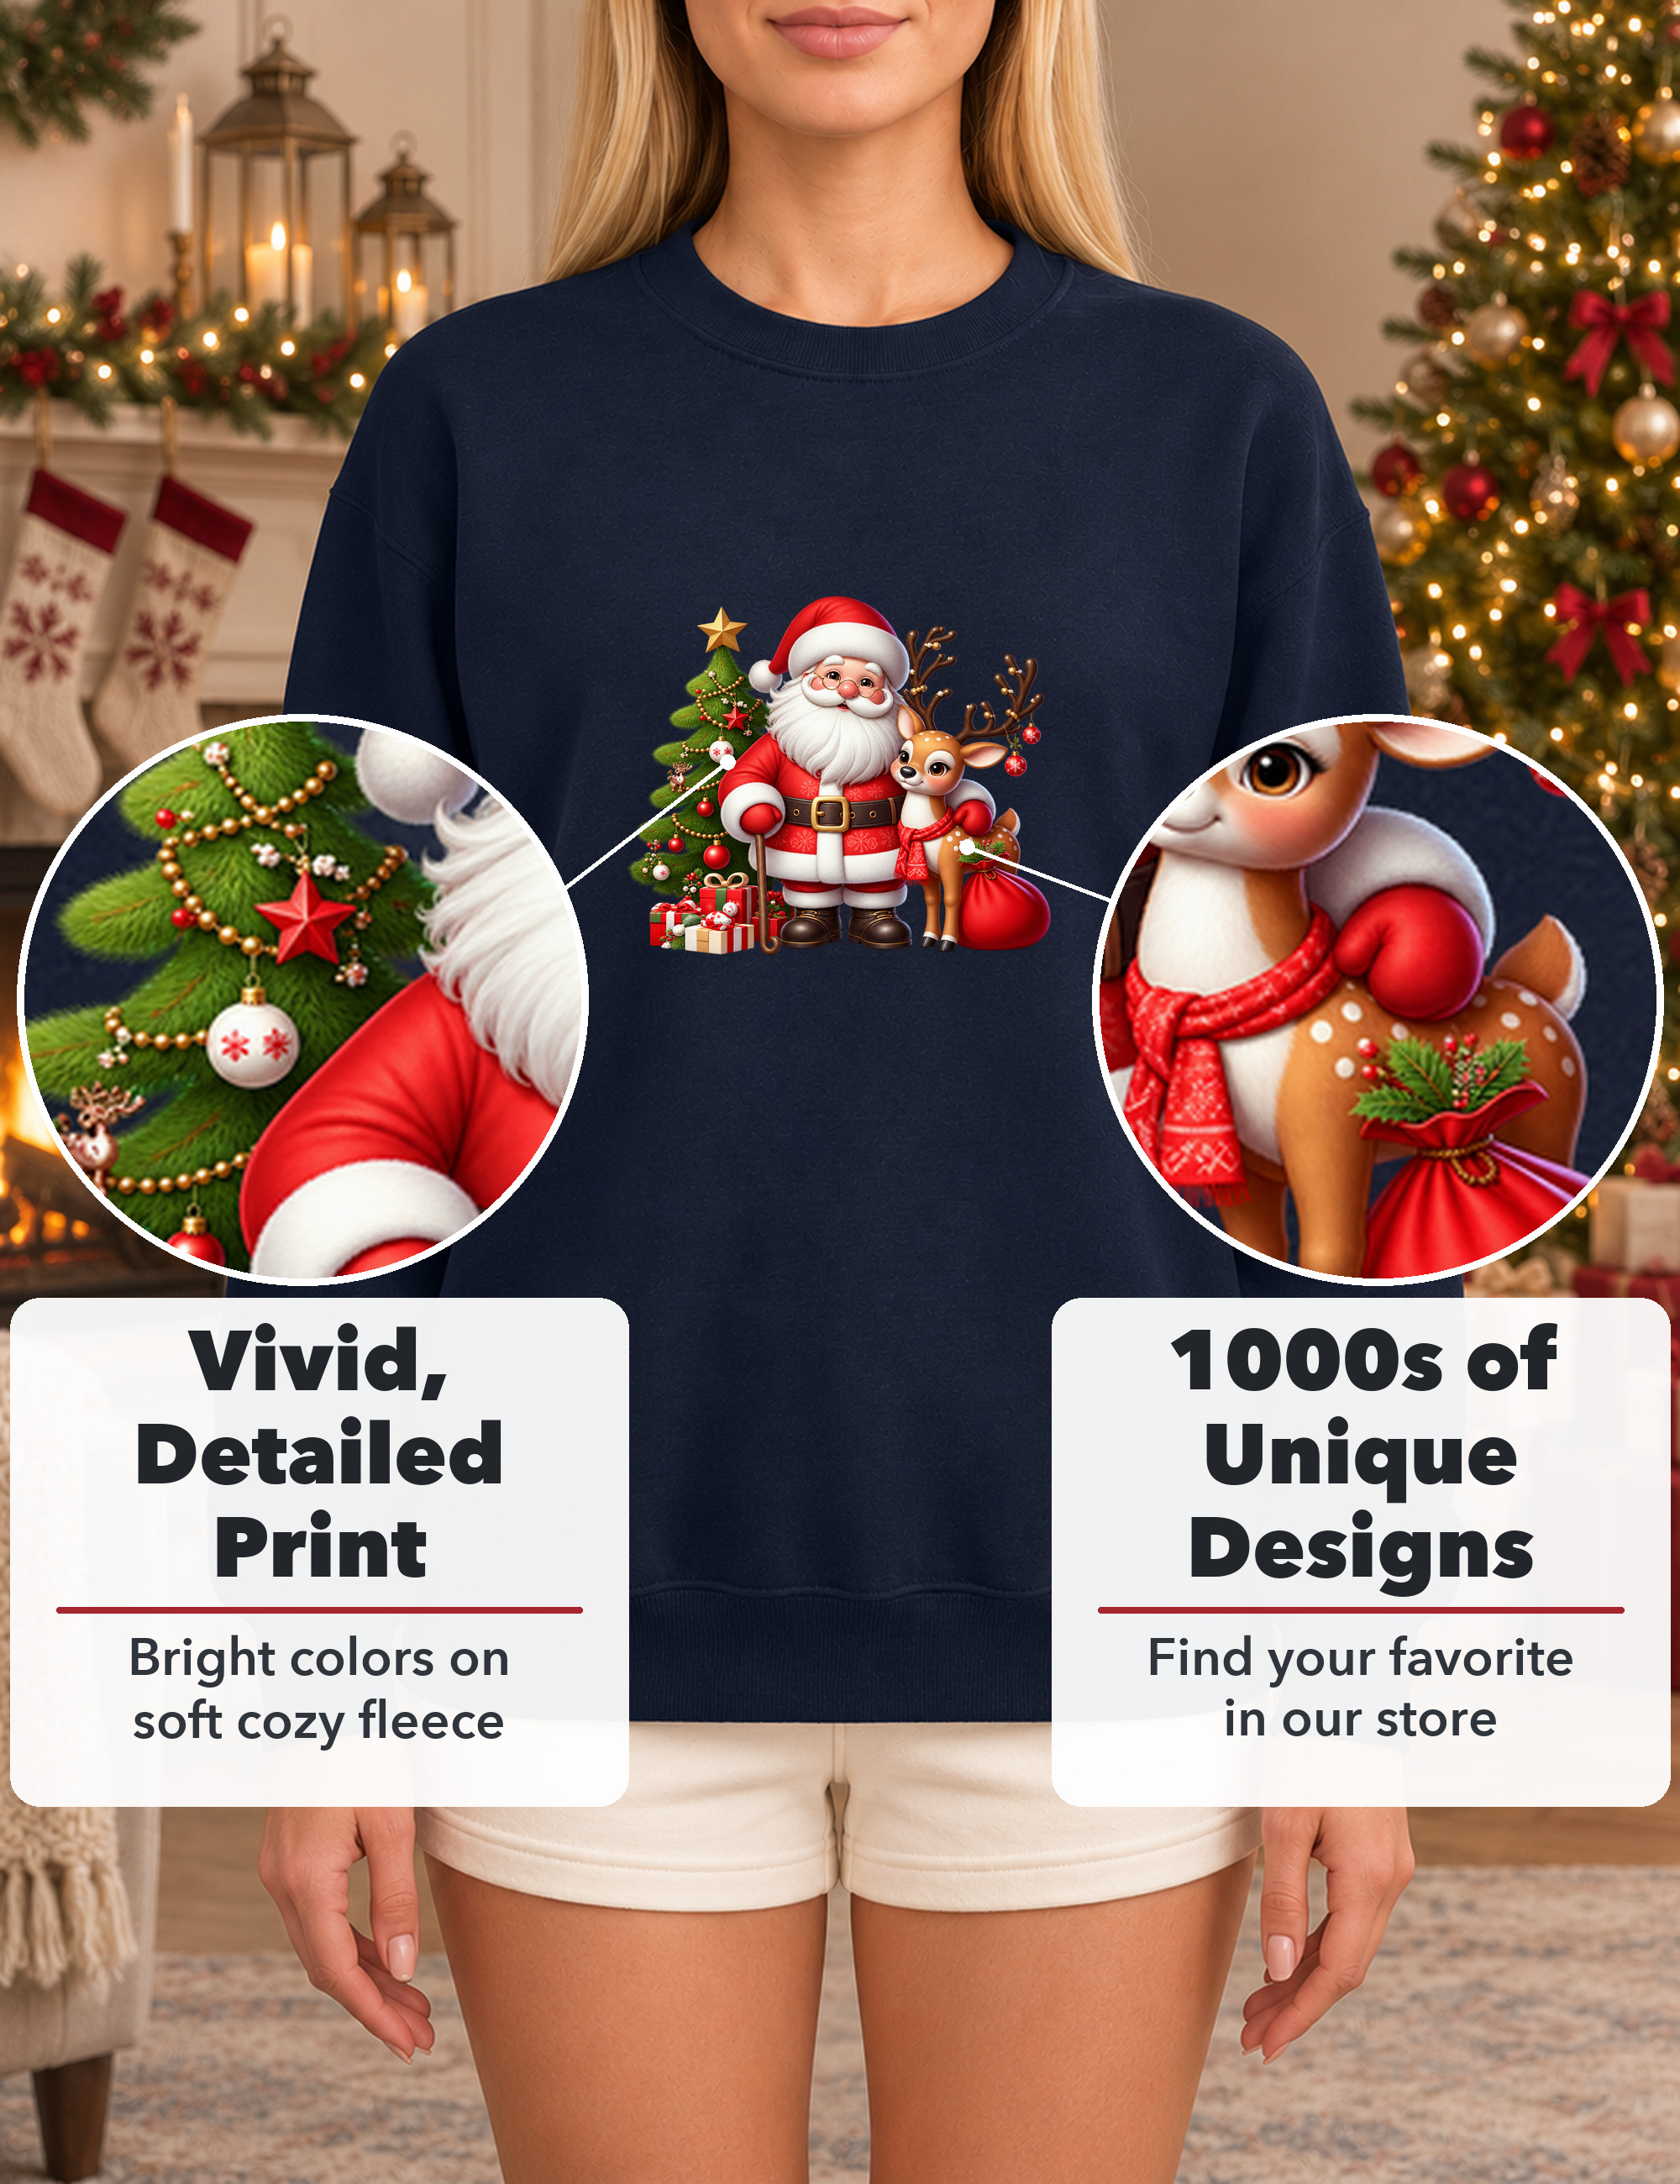 Vivid,
Detailed
Print
Bright colors on
soft cozy fleece
1000s of
Unique
Designs
Find your favorite
in our store